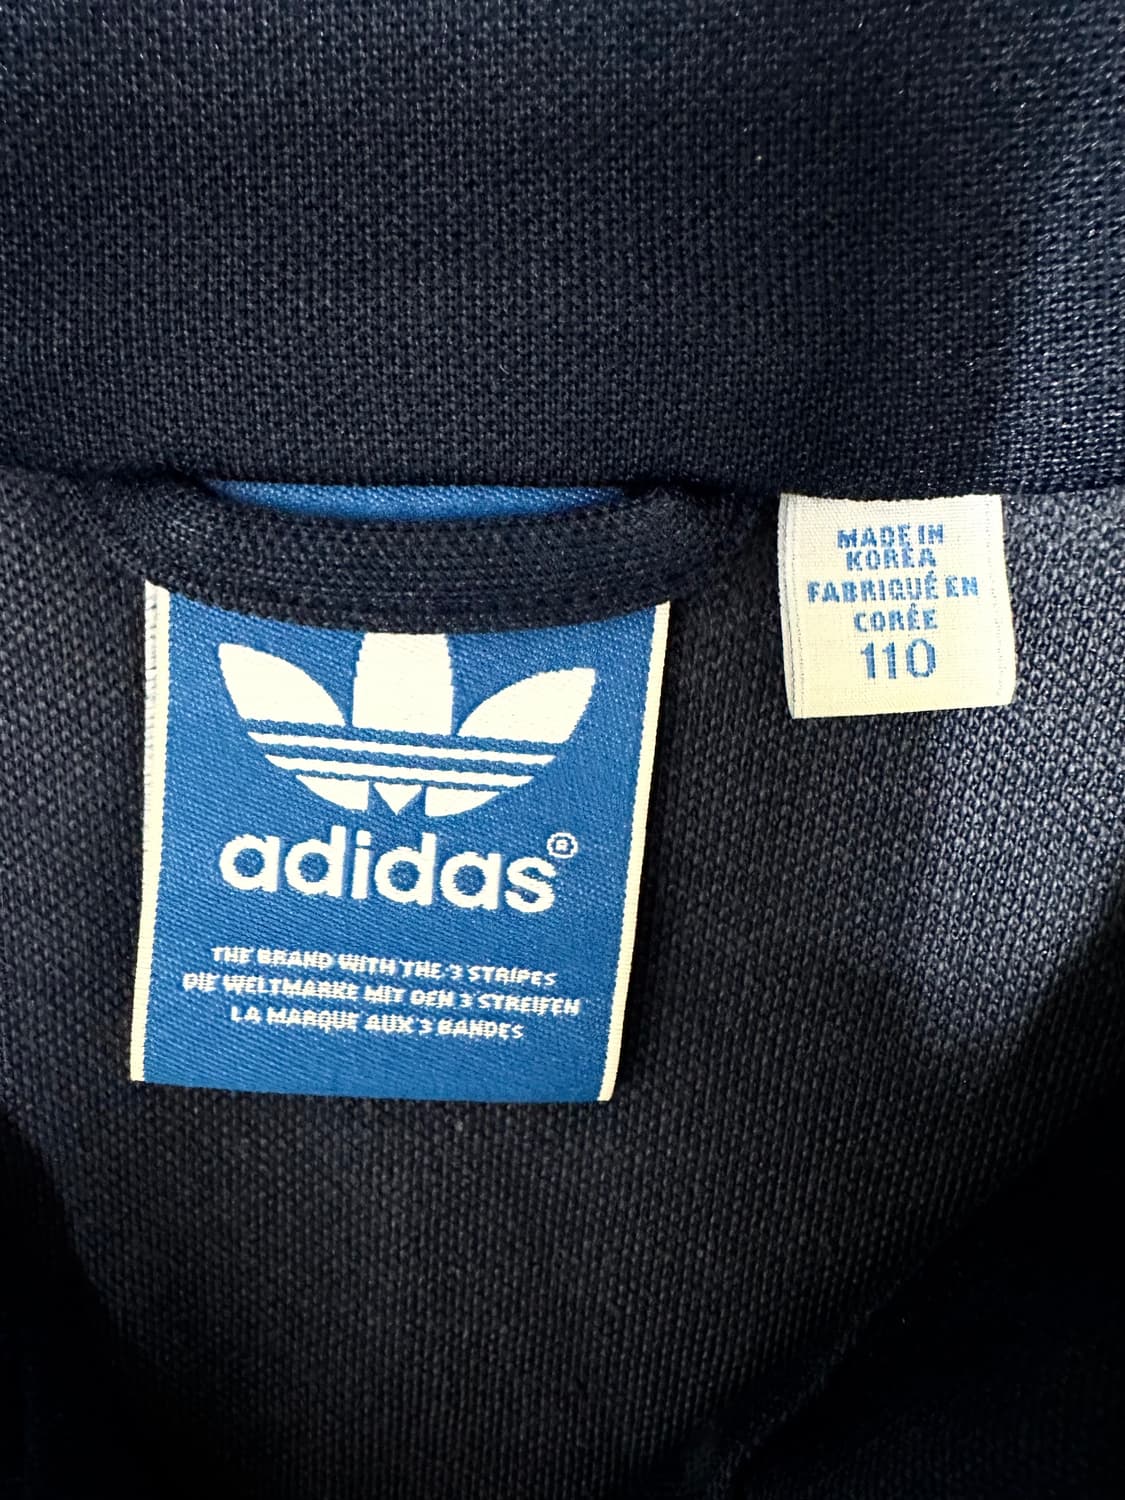 MADE IN
KOREA
FABRIQUÉ EN
CORÉE
110
adidas®
THE BRAND WITH THE 3 STRIPES
DIE WELTMARKE MIT DEN 3 STREIFEN
LA MARQUE AUX 3 BANDES